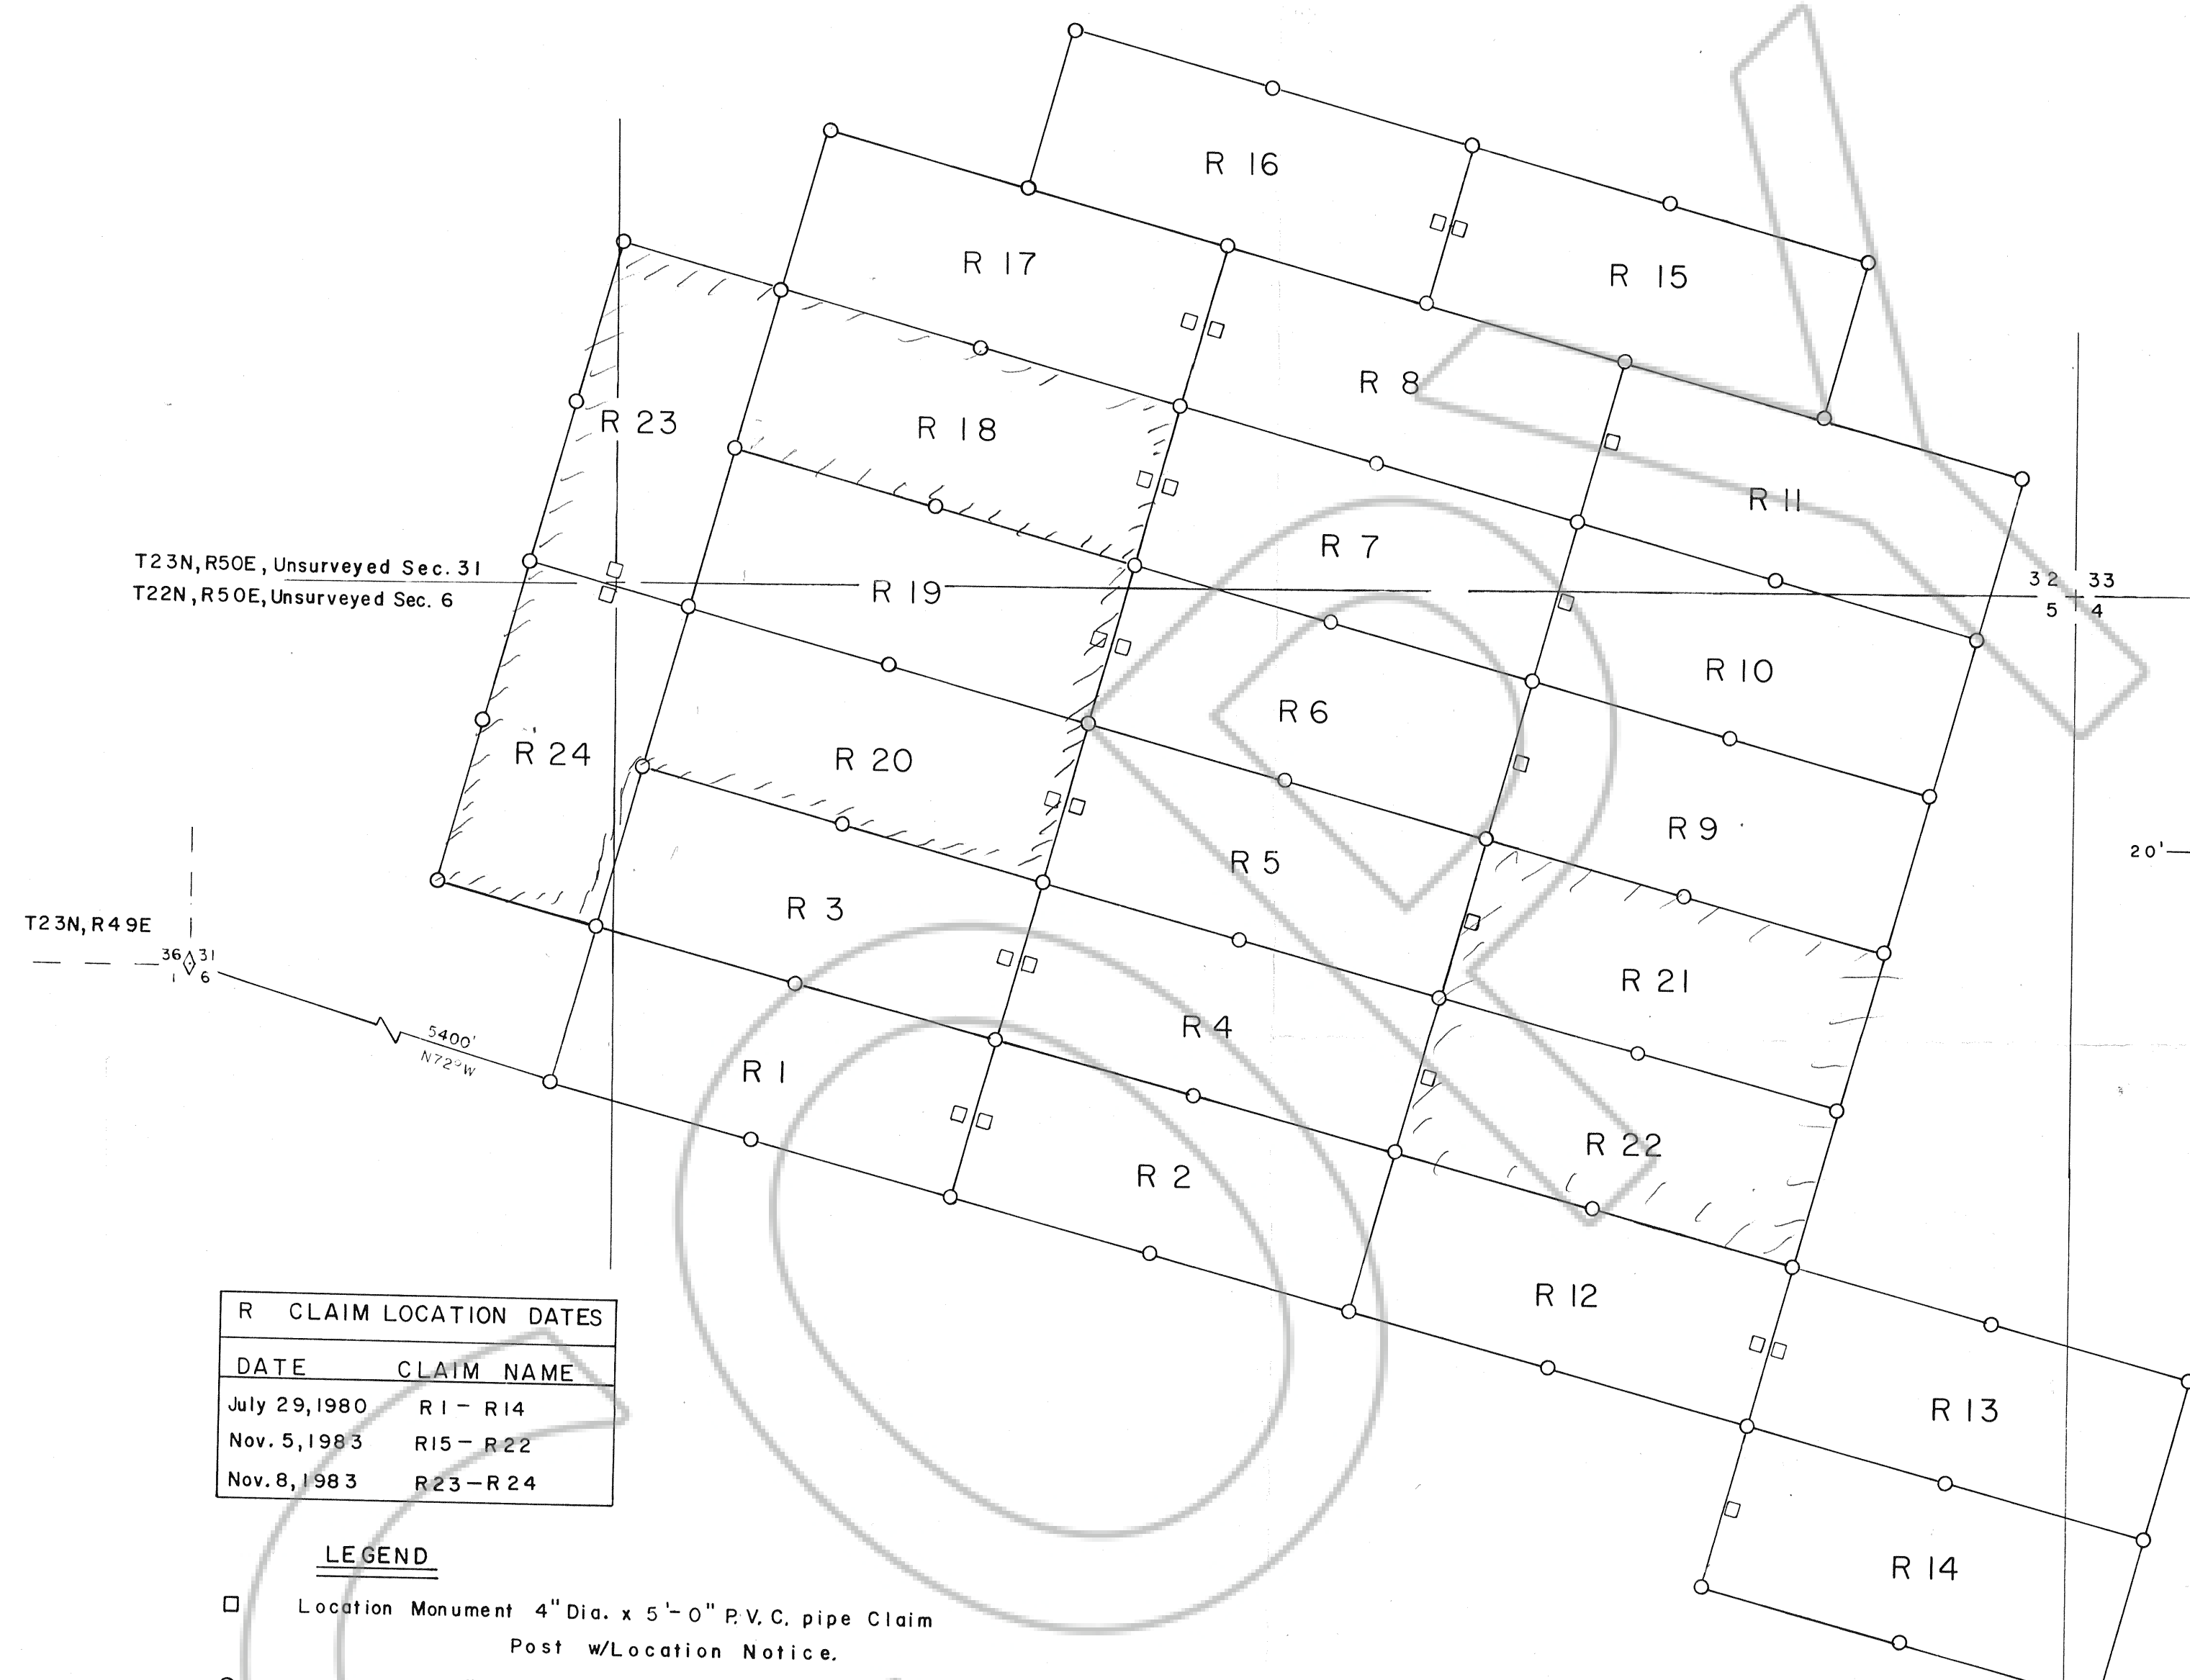 R 16
R 17
R 15
R 8
R 23
R 18
R 11
R 7
T23N, R50E, Unsurveyed Sec. 31
T22N, R50E, Unsurveyed Sec. 6
R 19
32 33
5 4
R 10
R 6
R 24
R 20
R 9
20'
R 5
R 3
T23N, R49E
36 31
1 6
R 21
R 4
5400'
N72°W
R 1
R 22
R 2
R 12
R CLAIM LOCATION DATES
DATE CLAIM NAME
July 29, 1980 R1 – R14
Nov. 5, 1983 R15 – R22
Nov. 8, 1983 R23 – R24
R 13
R 14
LEGEND
Location Monument 4" Dia. x 5'-0" P.V.C. pipe Claim
Post w/Location Notice.